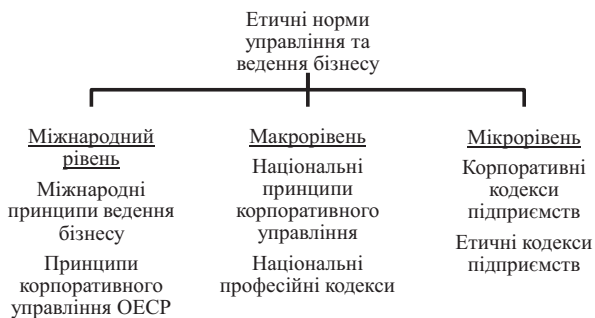 Етичні норми
управління та
ведення бізнесу
Міжнародний
рівень
Міжнародні
принципи ведення
бізнесу
Принципи
корпоративного
управління ОЕСР
Макрорівень
Національні
принципи
корпоративного
управління
Національні
професійні кодекси
Мікрорівень
Корпоративні
кодекси
підприємств
Етичні кодекси
підприємств